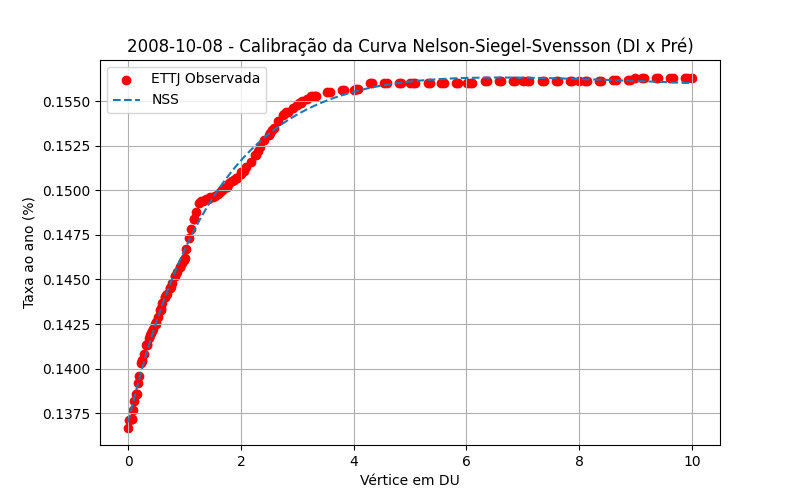 2008-10-08 - Calibração da Curva Nelson-Siegel-Svensson (DI x Pré)
ETTJ Observada
NSS
Taxa ao ano (%)
0.1550
0.1525
0.1500
0.1475
0.1450
0.1425
0.1400
0.1375
0 2 4 6 8 10
Vértice em DU